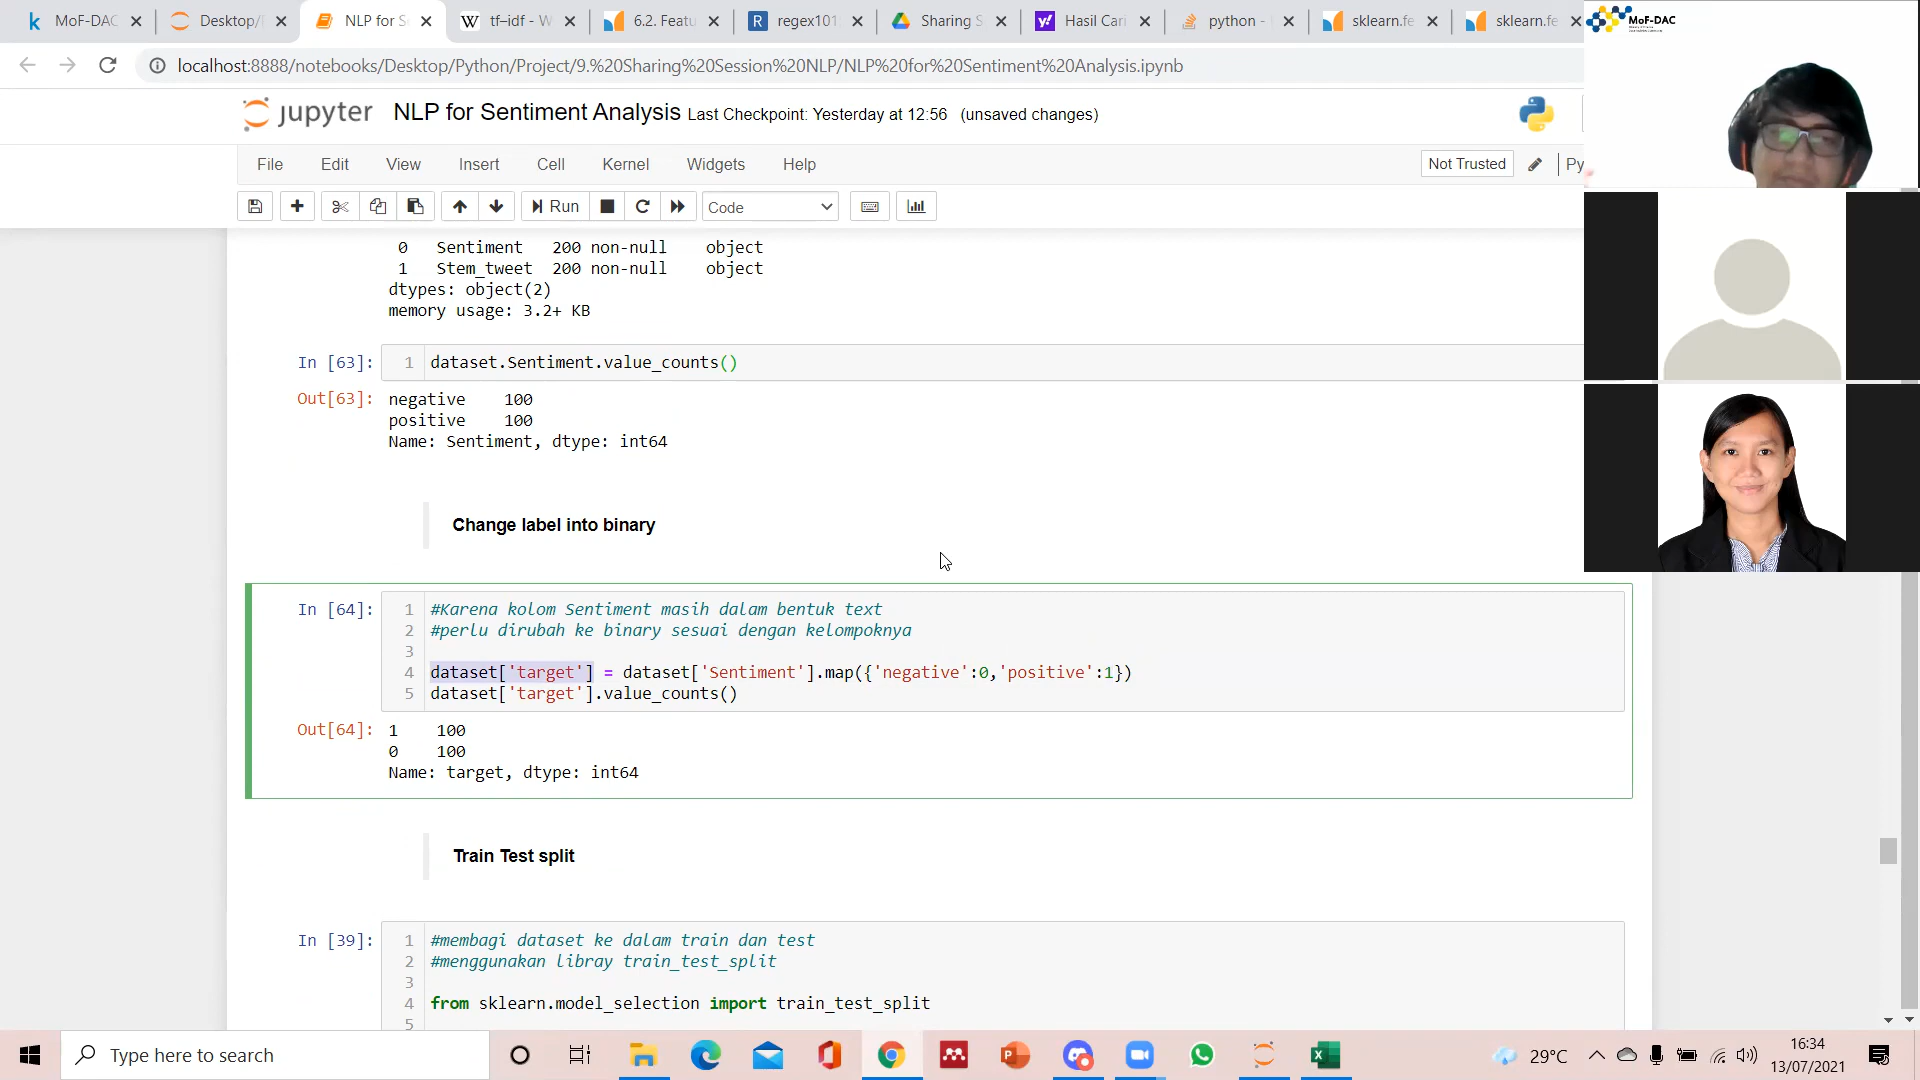 MoF-DAC
Desktop/
NLP for S
tf-idf - W
6.2. Featu
regex101
Sharing S
Hasil Cari
python -
sklearn.fe
sklearn.fe
MoF-DAC
localhost:8888/notebooks/Desktop/Python/Project/9.%20Sharing%20Session%20NLP/NLP%20for%20Sentiment%20Analysis.ipynb
jupyter NLP for Sentiment Analysis Last Checkpoint: Yesterday at 12:56 (unsaved changes)
File Edit View Insert Cell Kernel Widgets Help
Not Trusted
Py
Run
Code
0 Sentiment 200 non-null object
1 Stem_tweet 200 non-null object
dtypes: object(2)
memory usage: 3.2+ KB
In [63]: 1 dataset.Sentiment.value_counts()
Out[63]: negative 100
positive 100
Name: Sentiment, dtype: int64
Change label into binary
In [64]: 1 #Karena kolom Sentiment masih dalam bentuk text
2 #perlu dirubah ke binary sesuai dengan kelompoknya
3
4 dataset['target'] = dataset['Sentiment'].map({'negative':0,'positive':1})
5 dataset['target'].value_counts()
Out[64]: 1 100
0 100
Name: target, dtype: int64
Train Test split
In [39]: 1 #membagi dataset ke dalam train dan test
2 #menggunakan libray train_test_split
3
4 from sklearn.model_selection import train_test_split
5
Type here to search
29°C
16:34
13/07/2021